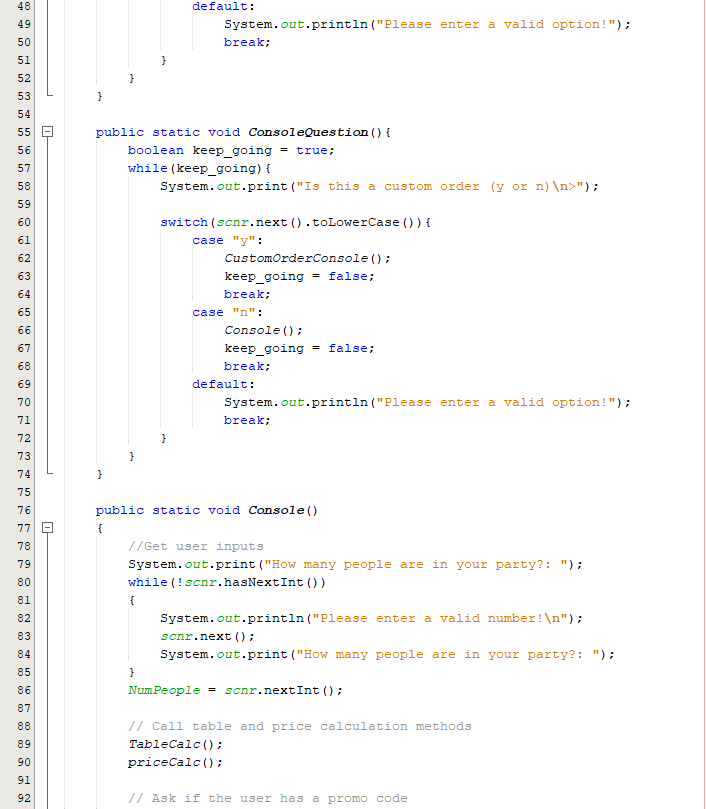 48                     default:
49                         System.out.println("Please enter a valid option!");
50                         break;
51                 }
52             }
53         }
54
55         public static void ConsoleQuestion(){
56             boolean keep_going = true;
57             while(keep_going){
58                 System.out.print("Is this a custom order (y or n)\n>");
59
60                 switch(scnr.next().toLowerCase()){
61                     case "y":
62                         CustomOrderConsole();
63                         keep_going = false;
64                         break;
65                     case "n":
66                         Console();
67                         keep_going = false;
68                         break;
69                     default:
70                         System.out.println("Please enter a valid option!");
71                         break;
72                 }
73             }
74         }
75
76         public static void Console()
77         {
78             //Get user inputs
79             System.out.print("How many people are in your party?: ");
80             while(!scnr.hasNextInt())
81             {
82                 System.out.println("Please enter a valid number!\n");
83                 scnr.next();
84                 System.out.print("How many people are in your party?: ");
85             }
86             NumPeople = scnr.nextInt();
87
88             // Call table and price calculation methods
89             TableCalc();
90             priceCalc();
91
92             // Ask if the user has a promo code